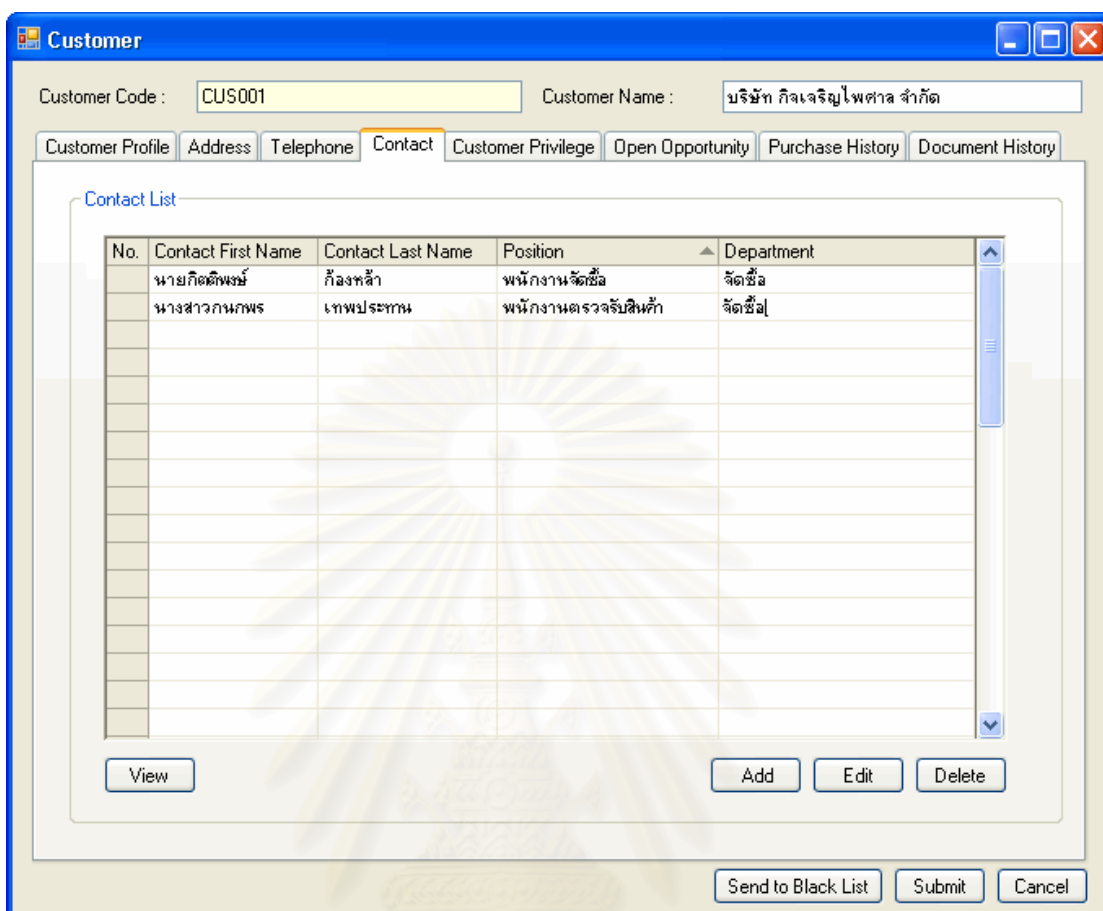 Customer
Customer Code : CUS001 Customer Name : บริษัท กิจเจริญไพศาล จำกัด
Customer Profile Address Telephone Contact Customer Privilege Open Opportunity Purchase History Document History
Contact List
No. Contact First Name Contact Last Name Position Department
นายกิตติพงษ์ ก้องหล้า พนักงานจัดซื้อ จัดซื้อ
นางสาวกนกพร เทพประทาน พนักงานตรวจรับสินค้า จัดซื้อ
View Add Edit Delete
Send to Black List Submit Cancel